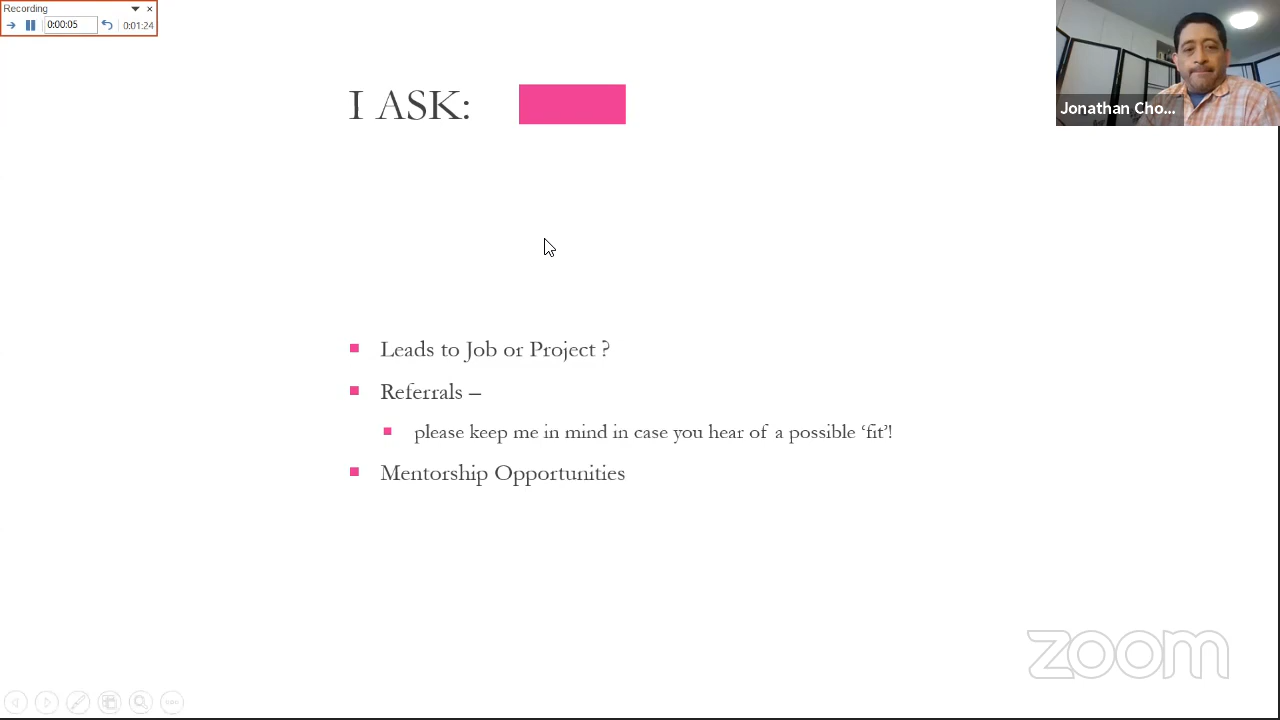 Recording
0:00:05
0:01:24
I ASK:
Jonathan Cho...
Leads to Job or Project ?
Referrals –
please keep me in mind in case you hear of a possible ‘fit’!
Mentorship Opportunities
zoom